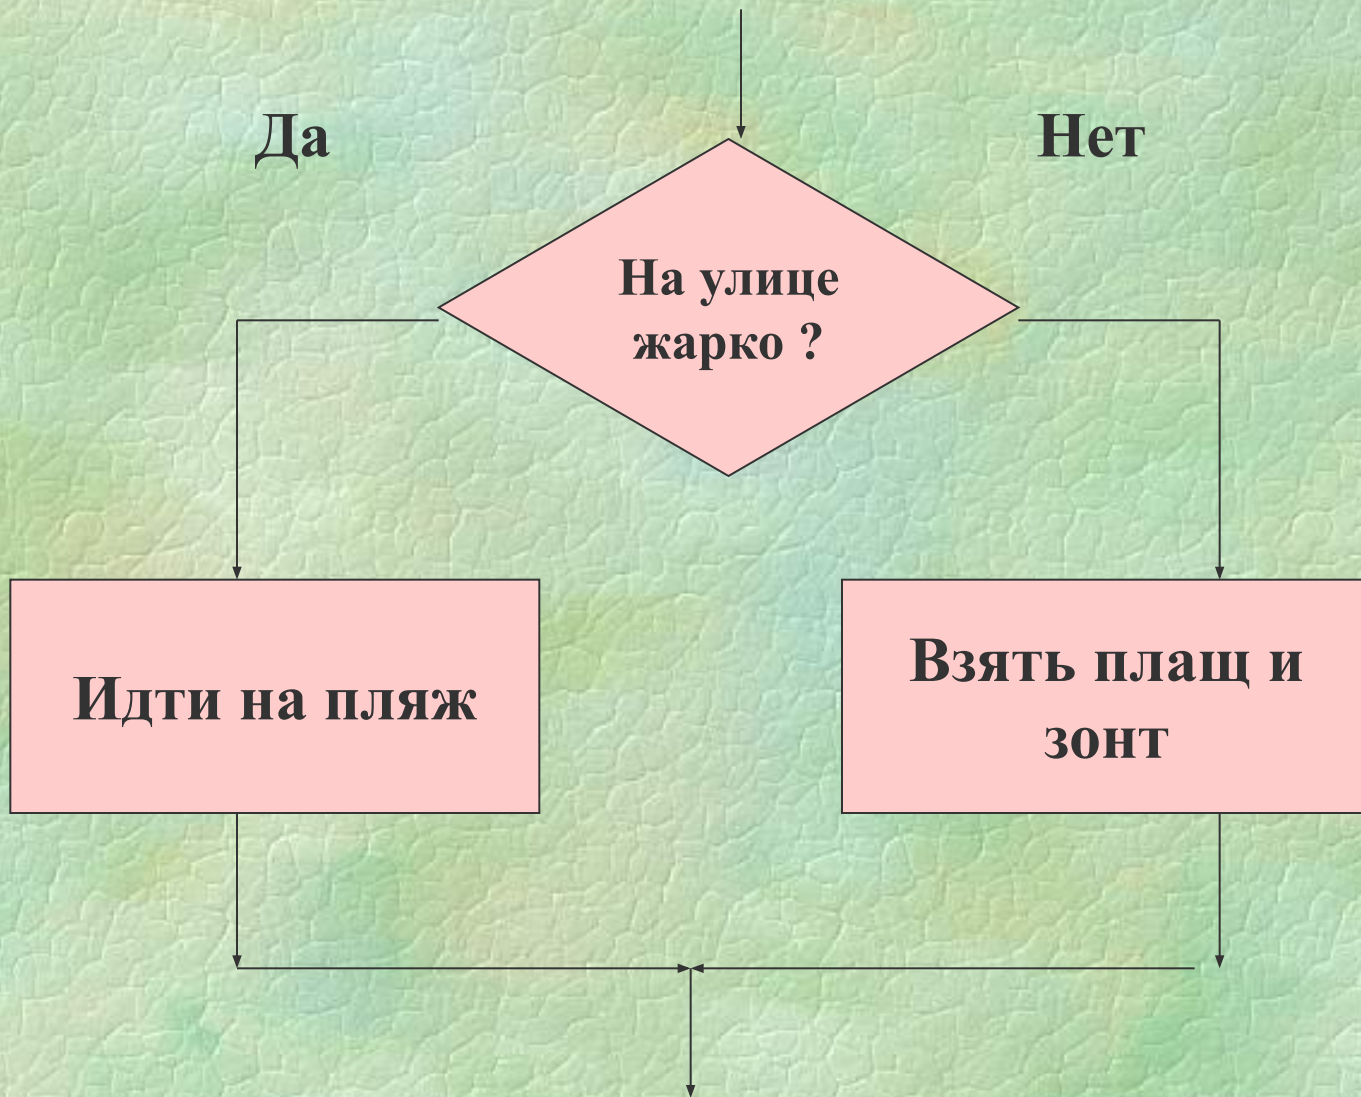 Да
Нет
На улице
жарко ?
Идти на пляж
Взять плащ и
зонт